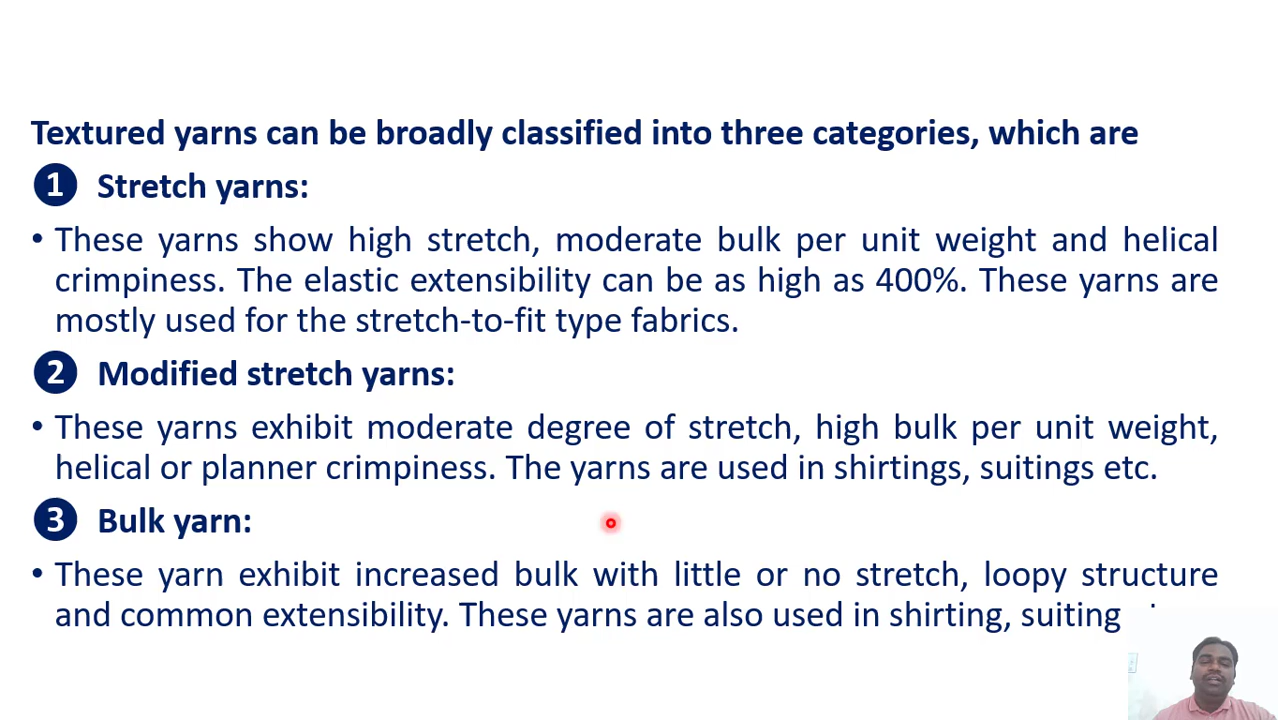 Textured yarns can be broadly classified into three categories, which are
❶ Stretch yarns:
• These yarns show high stretch, moderate bulk per unit weight and helical
crimpiness. The elastic extensibility can be as high as 400%. These yarns are
mostly used for the stretch-to-fit type fabrics.
❷ Modified stretch yarns:
• These yarns exhibit moderate degree of stretch, high bulk per unit weight,
helical or planner crimpiness. The yarns are used in shirtings, suitings etc.
❸ Bulk yarn:
• These yarn exhibit increased bulk with little or no stretch, loopy structure
and common extensibility. These yarns are also used in shirting, suiting